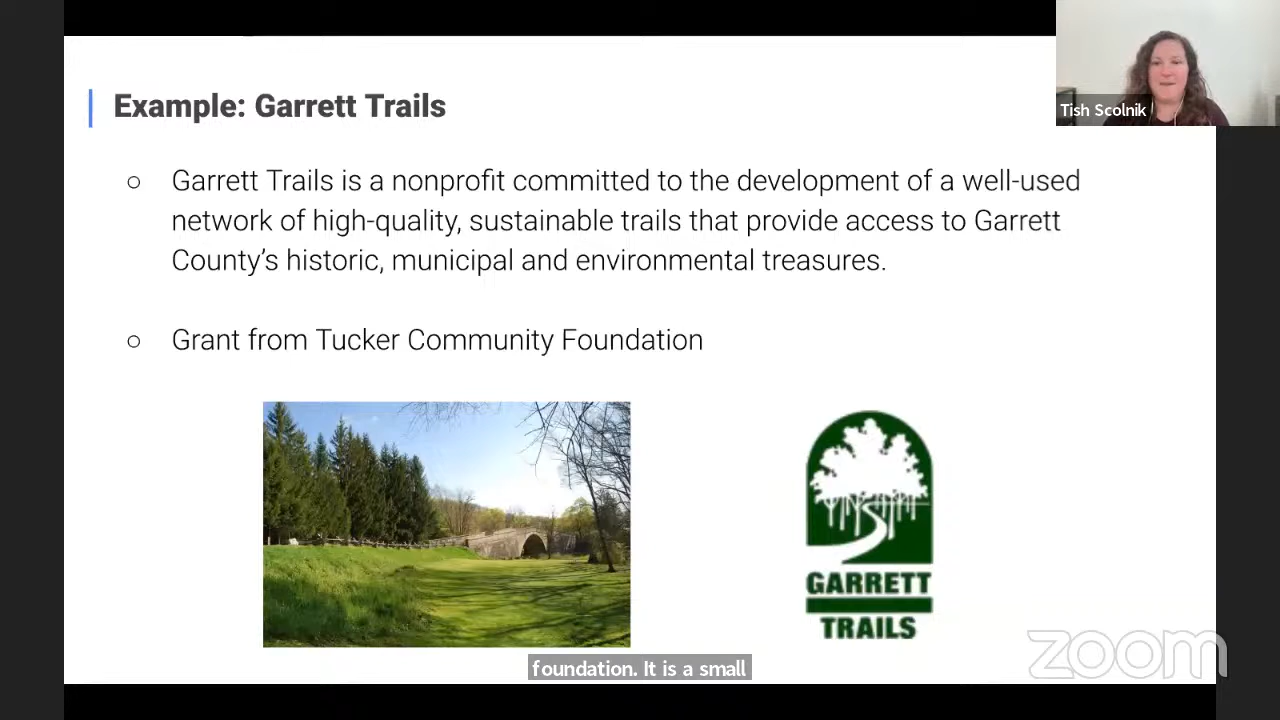 Example: Garrett Trails
Tish Scolnik
○ Garrett Trails is a nonprofit committed to the development of a well-used
network of high-quality, sustainable trails that provide access to Garrett
County’s historic, municipal and environmental treasures.
○ Grant from Tucker Community Foundation
GARRETT
TRAILS
zoom
foundation. It is a small